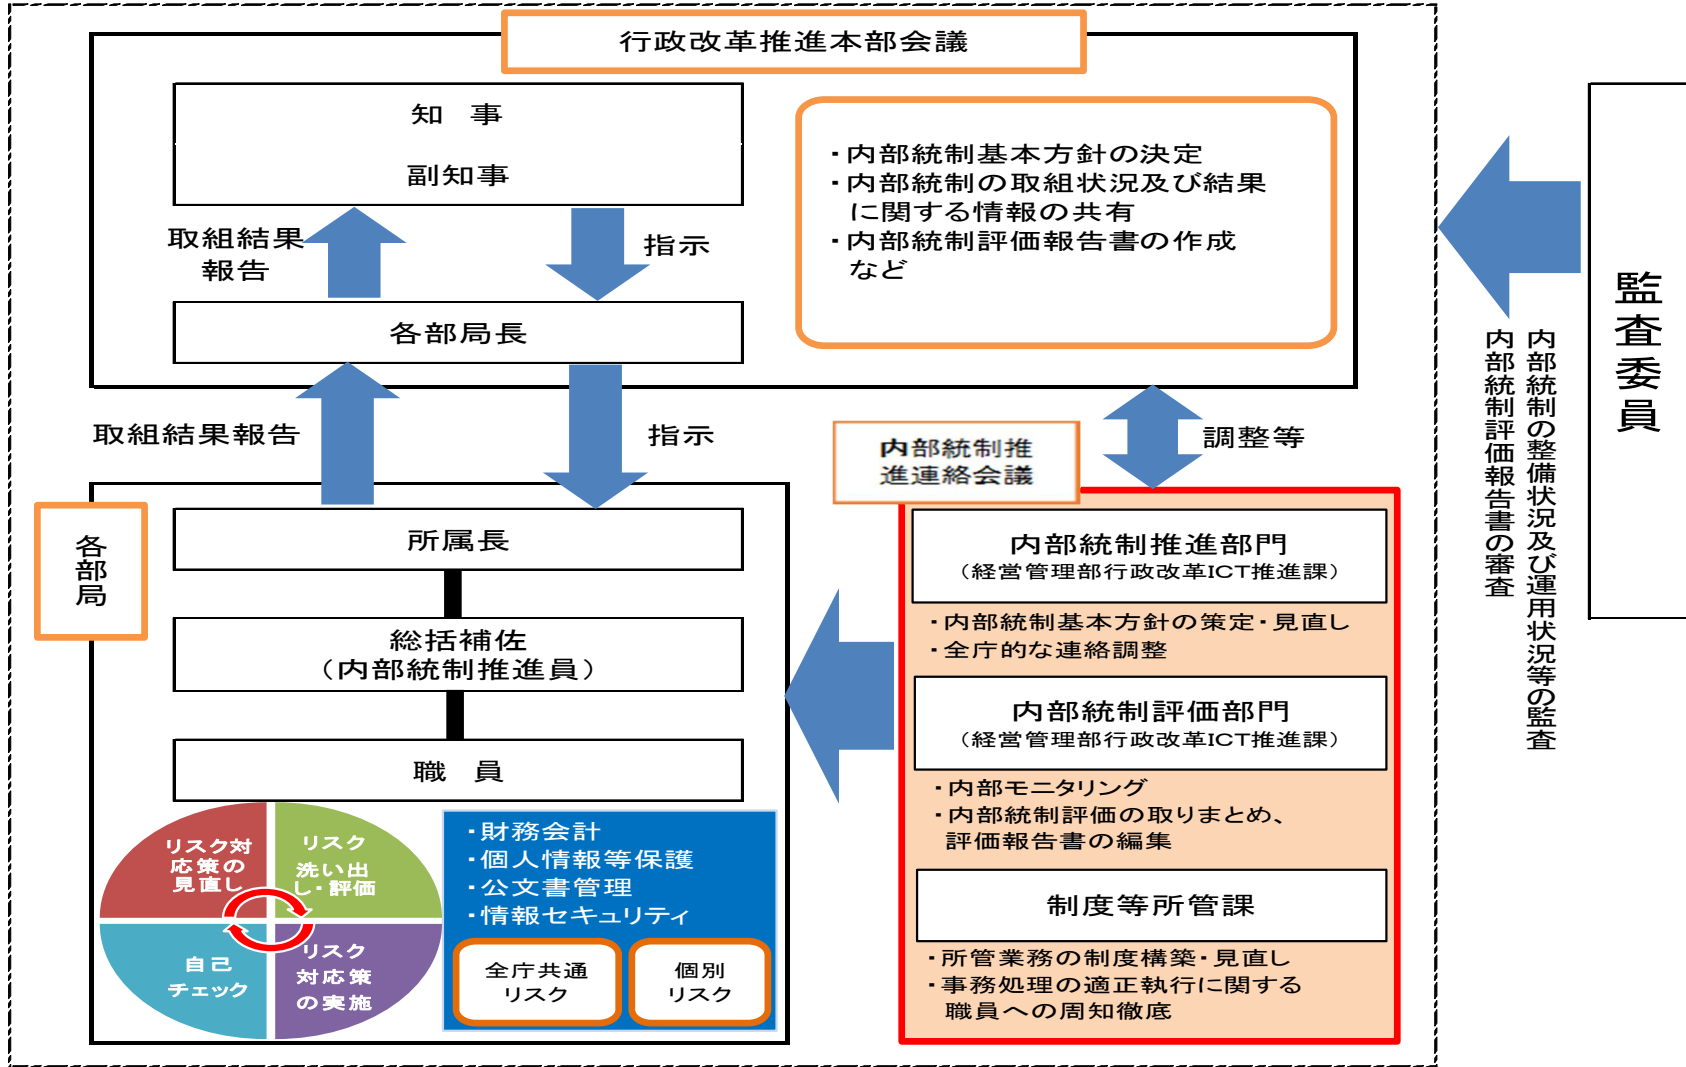 行政改革推進本部会議
知　事
副知事
・内部統制基本方針の決定
・内部統制の取組状況及び結果
に関する情報の共有
・内部統制評価報告書の作成
など
取組結果
報告
指示
各部局長
取組結果報告
指示
調整等
内部統制推
進連絡会議
各部局
所属長
総括補佐
（内部統制推進員）
職　員
リスク対
応策の
見直し
リスク
洗い出
し・評価
自己
チェック
リスク
対応策
の実施
・財務会計
・個人情報等保護
・公文書管理
・情報セキュリティ
全庁共通
リスク
個別
リスク
内部統制推進部門
（経営管理部行政改革ICT推進課）
・内部統制基本方針の策定・見直し
・全庁的な連絡調整
内部統制評価部門
（経営管理部行政改革ICT推進課）
・内部モニタリング
・内部統制評価の取りまとめ、
評価報告書の編集
制度等所管課
・所管業務の制度構築・見直し
・事務処理の適正執行に関する
職員への周知徹底
監査委員
内部統制の整備状況及び運用状況等の監査
内部統制評価報告書の審査